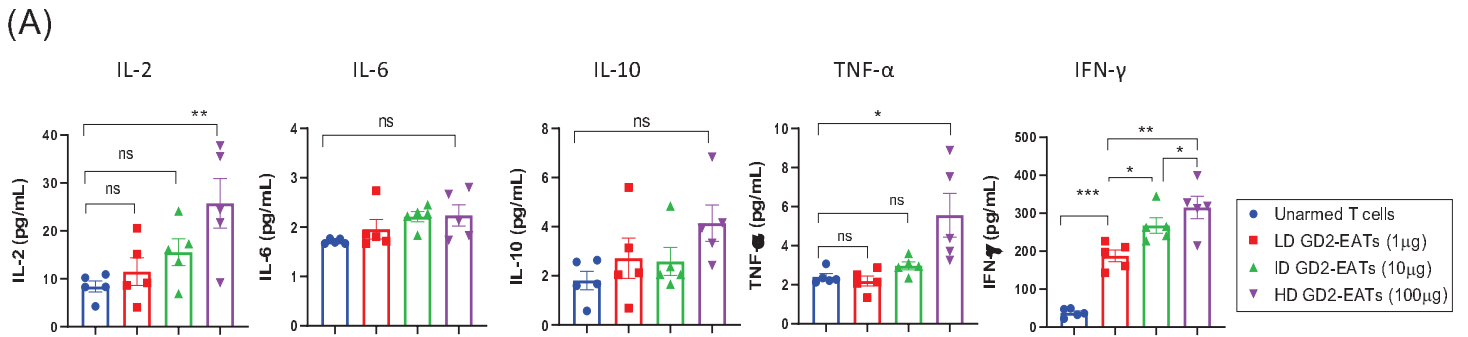 (A)
IL-2
IL-6
IL-10
TNF-α
IFN-γ
IL-2 (pg/mL)
40
30
20
10
0
**
ns
ns
IL-6 (pg/mL)
4
3
2
1
0
ns
IL-10 (pg/mL)
8
6
4
2
0
ns
TNF-α (pg/mL)
10
8
6
4
2
0
*
ns
ns
IFN-γ (pg/mL)
500
400
300
200
100
0
**
*
*
***
Unarmed T cells
LD GD2-EATs (1μg)
ID GD2-EATs (10μg)
HD GD2-EATs (100μg)